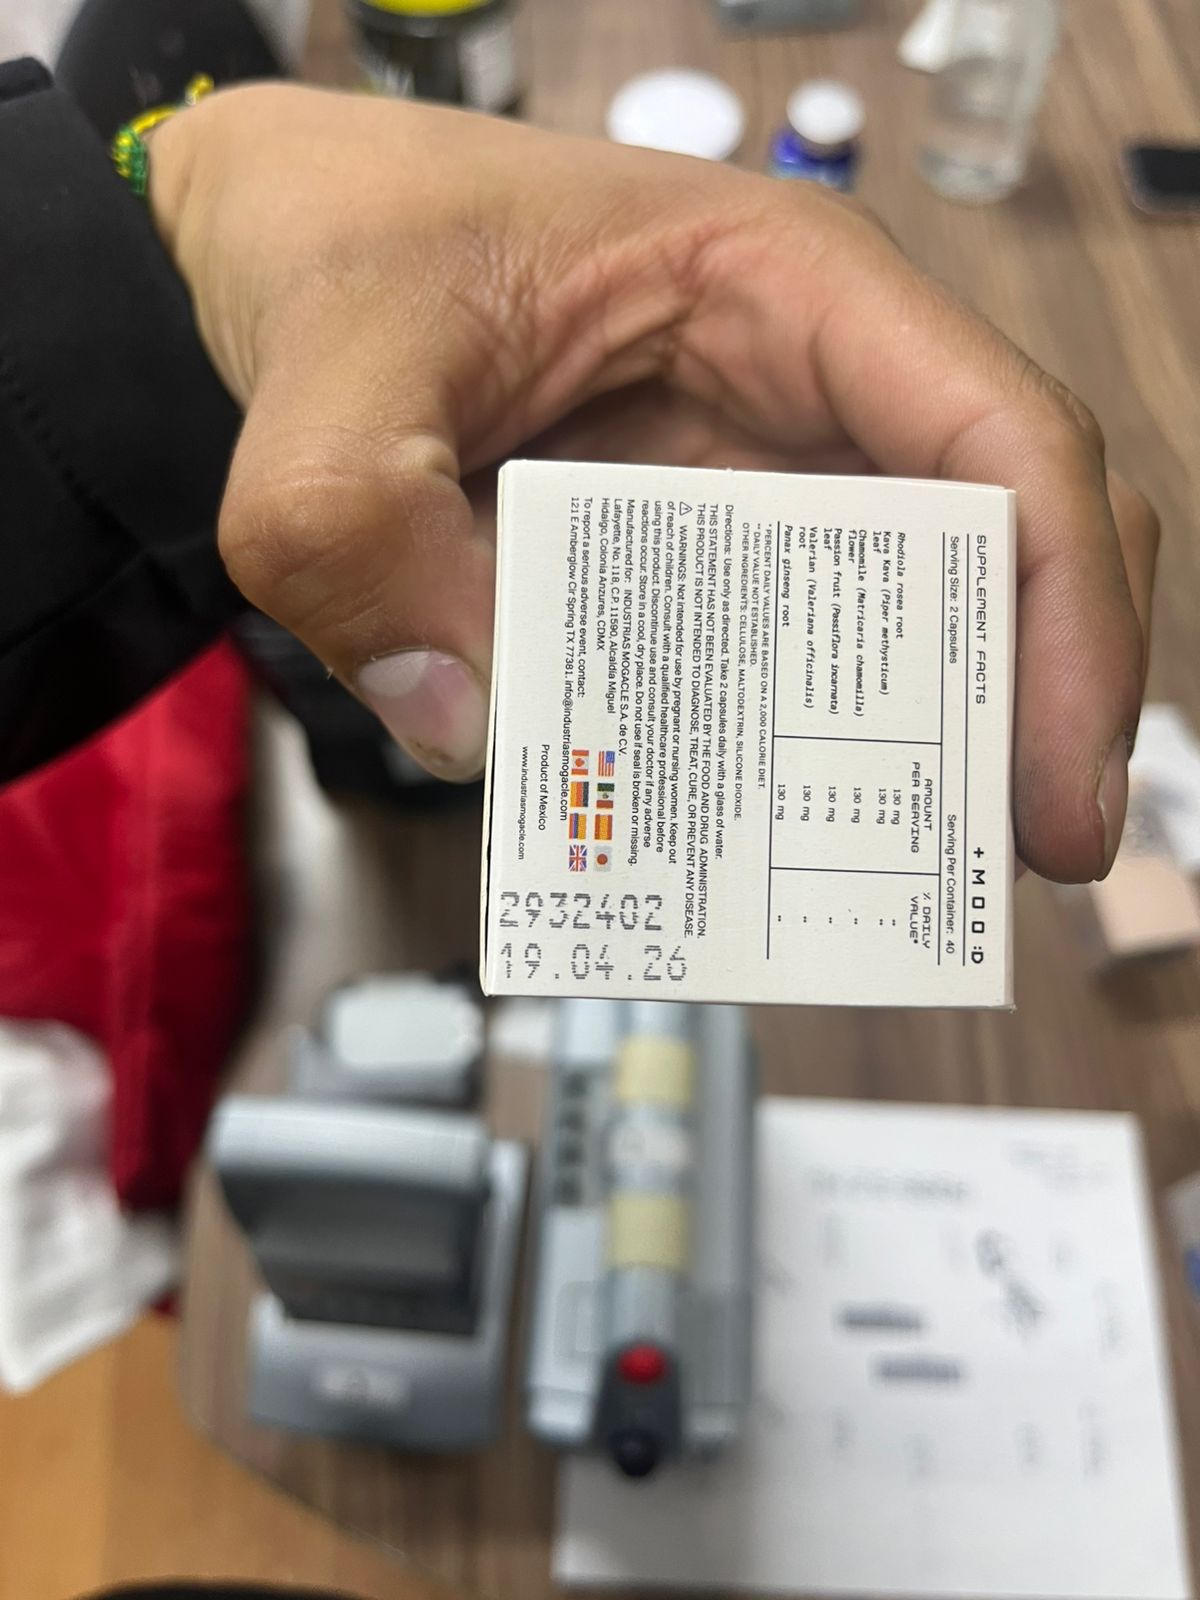 SUPPLEMENT FACTS + M O O :D
Serving Size: 2 Capsules Serving Per Container: 40
AMOUNT
PER SERVING
% DAILY
VALUE*
Rhodiola rosea root 130 mg **
Kava Kava (Piper methysticum)
leaf 130 mg **
Chamomile (Matricaria chamomilla)
flower 130 mg **
Passion fruit (Passiflora incarnata)
leaf 130 mg **
Valerian (Valeriana officinalis)
root 130 mg **
Panax ginseng root 130 mg **
* PERCENT DAILY VALUES ARE BASED ON A 2,000 CALORIE DIET.
** DAILY VALUE NOT ESTABLISHED.
OTHER INGREDIENTS: CELLULOSE, MALTODEXTRIN, SILICONE DIOXIDE.
Directions: Use only as directed. Take 2 capsules daily with a glass of water.
THIS STATEMENT HAS NOT BEEN EVALUATED BY THE FOOD AND DRUG ADMINISTRATION.
THIS PRODUCT IS NOT INTENDED TO DIAGNOSE, TREAT, CURE, OR PREVENT ANY DISEASE.
WARNINGS: Not intended for use by pregnant or nursing women. Keep out
of reach of children. Consult with a qualified healthcare professional before
using this product. Discontinue use and consult your doctor if any adverse
reactions occur. Store in a cool, dry place. Do not use if seal is broken or missing.
Manufactured for: INDUSTRIAS MOGACLE S.A. de C.V.
Lafayette, No. 118, C.P. 11590, Alcaldía Miguel
Hidalgo, Colonia Anzures, CDMX
To report a serious adverse event, contact:
121 E Amberglow Cir Spring TX 77381. info@industriasmogacle.com
Product of Mexico
www.industriasmogacle.com